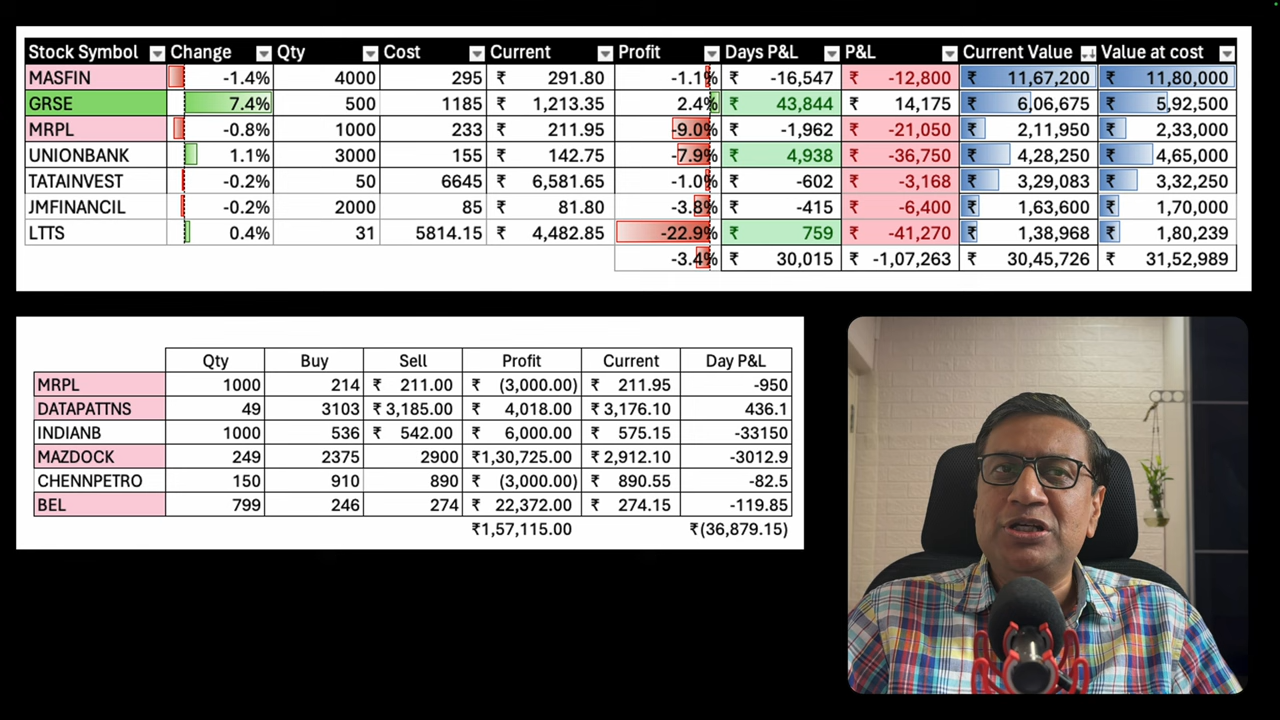 Stock Symbol Change Qty Cost Current Profit Days P&L P&L Current Value Value at cost
MASFIN -1.4% 4000 295 ₹ 291.80 -1.1% ₹ -16,547 ₹ -12,800 ₹ 11,67,200 ₹ 11,80,000
GRSE 7.4% 500 1185 ₹ 1,213.35 2.4% ₹ 43,844 ₹ 14,175 ₹ 6,06,675 ₹ 5,92,500
MRPL -0.8% 1000 233 ₹ 211.95 -9.0% ₹ -1,962 ₹ -21,050 ₹ 2,11,950 ₹ 2,33,000
UNIONBANK 1.1% 3000 155 ₹ 142.75 -7.9% ₹ 4,938 ₹ -36,750 ₹ 4,28,250 ₹ 4,65,000
TATAINVEST -0.2% 50 6645 ₹ 6,581.65 -1.0% ₹ -602 ₹ -3,168 ₹ 3,29,083 ₹ 3,32,250
JMFINANCIL -0.2% 2000 85 ₹ 81.80 -3.8% ₹ -415 ₹ -6,400 ₹ 1,63,600 ₹ 1,70,000
LTTS 0.4% 31 5814.15 ₹ 4,482.85 -22.9% ₹ 759 ₹ -41,270 ₹ 1,38,968 ₹ 1,80,239
-3.4% ₹ 30,015 ₹ -1,07,263 ₹ 30,45,726 ₹ 31,52,989
Qty Buy Sell Profit Current Day P&L
MRPL 1000 214 ₹ 211.00 ₹ (3,000.00) ₹ 211.95 -950
DATAPATTNS 49 3103 ₹ 3,185.00 ₹ 4,018.00 ₹ 3,176.10 436.1
INDIANB 1000 536 ₹ 542.00 ₹ 6,000.00 ₹ 575.15 -33150
MAZDOCK 249 2375 2900 ₹1,30,725.00 ₹ 2,912.10 -3012.9
CHENNPETRO 150 910 890 ₹ (3,000.00) ₹ 890.55 -82.5
BEL 799 246 274 ₹ 22,372.00 ₹ 274.15 -119.85
₹1,57,115.00 ₹(36,879.15)